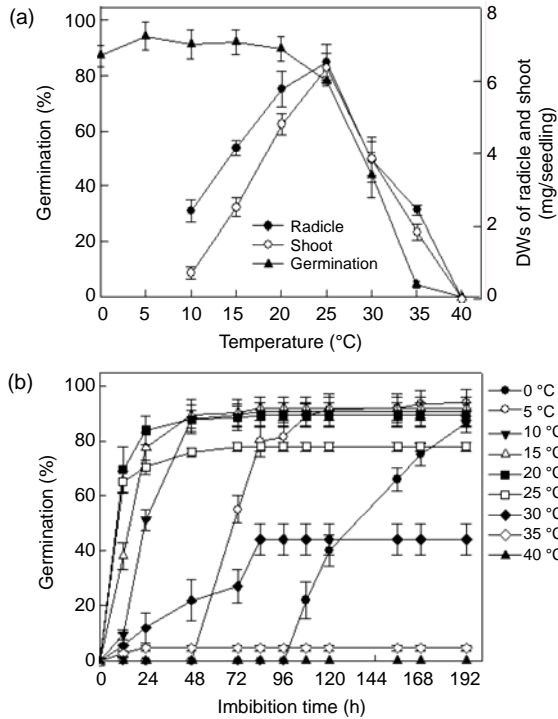 (a)
100
80
60
40
20
0
Germination (%)
8
6
4
2
0
DWs of radicle and shoot
(mg/seedling)
Radicle
Shoot
Germination
0 5 10 15 20 25 30 35 40
Temperature (°C)
(b)
100
80
60
40
20
0
Germination (%)
0 °C
5 °C
10 °C
15 °C
20 °C
25 °C
30 °C
35 °C
40 °C
0 24 48 72 96 120 144 168 192
Imbibition time (h)